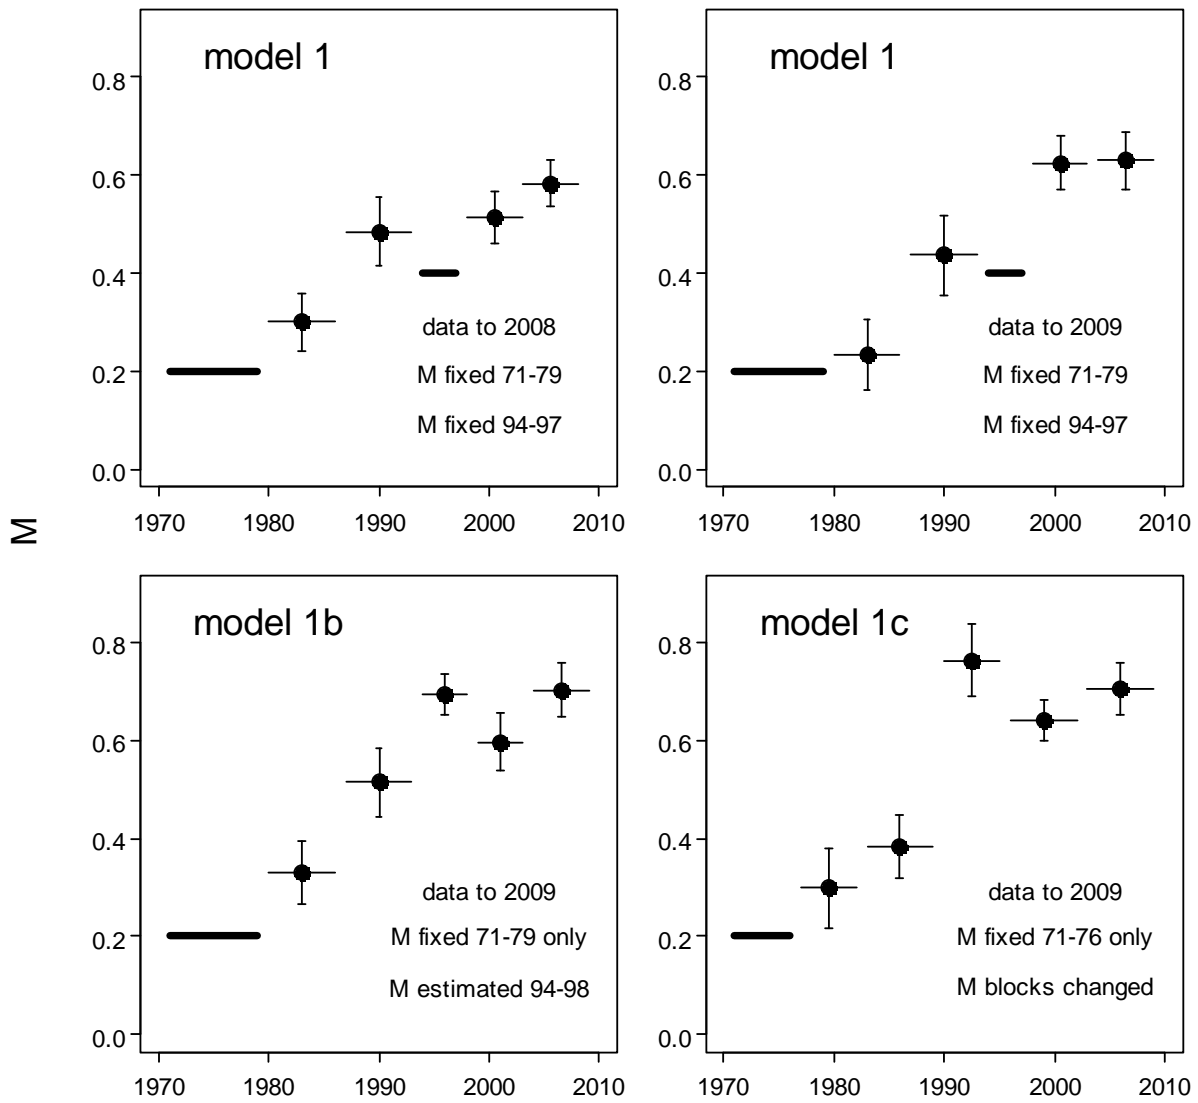 model 1
0.8
0.6
0.4
0.2
0.0
data to 2008
M fixed 71-79
M fixed 94-97
1970 1980 1990 2000 2010
model 1
0.8
0.6
0.4
0.2
0.0
data to 2009
M fixed 71-79
M fixed 94-97
1970 1980 1990 2000 2010
M
model 1b
0.8
0.6
0.4
0.2
0.0
data to 2009
M fixed 71-79 only
M estimated 94-98
1970 1980 1990 2000 2010
model 1c
0.8
0.6
0.4
0.2
0.0
data to 2009
M fixed 71-76 only
M blocks changed
1970 1980 1990 2000 2010